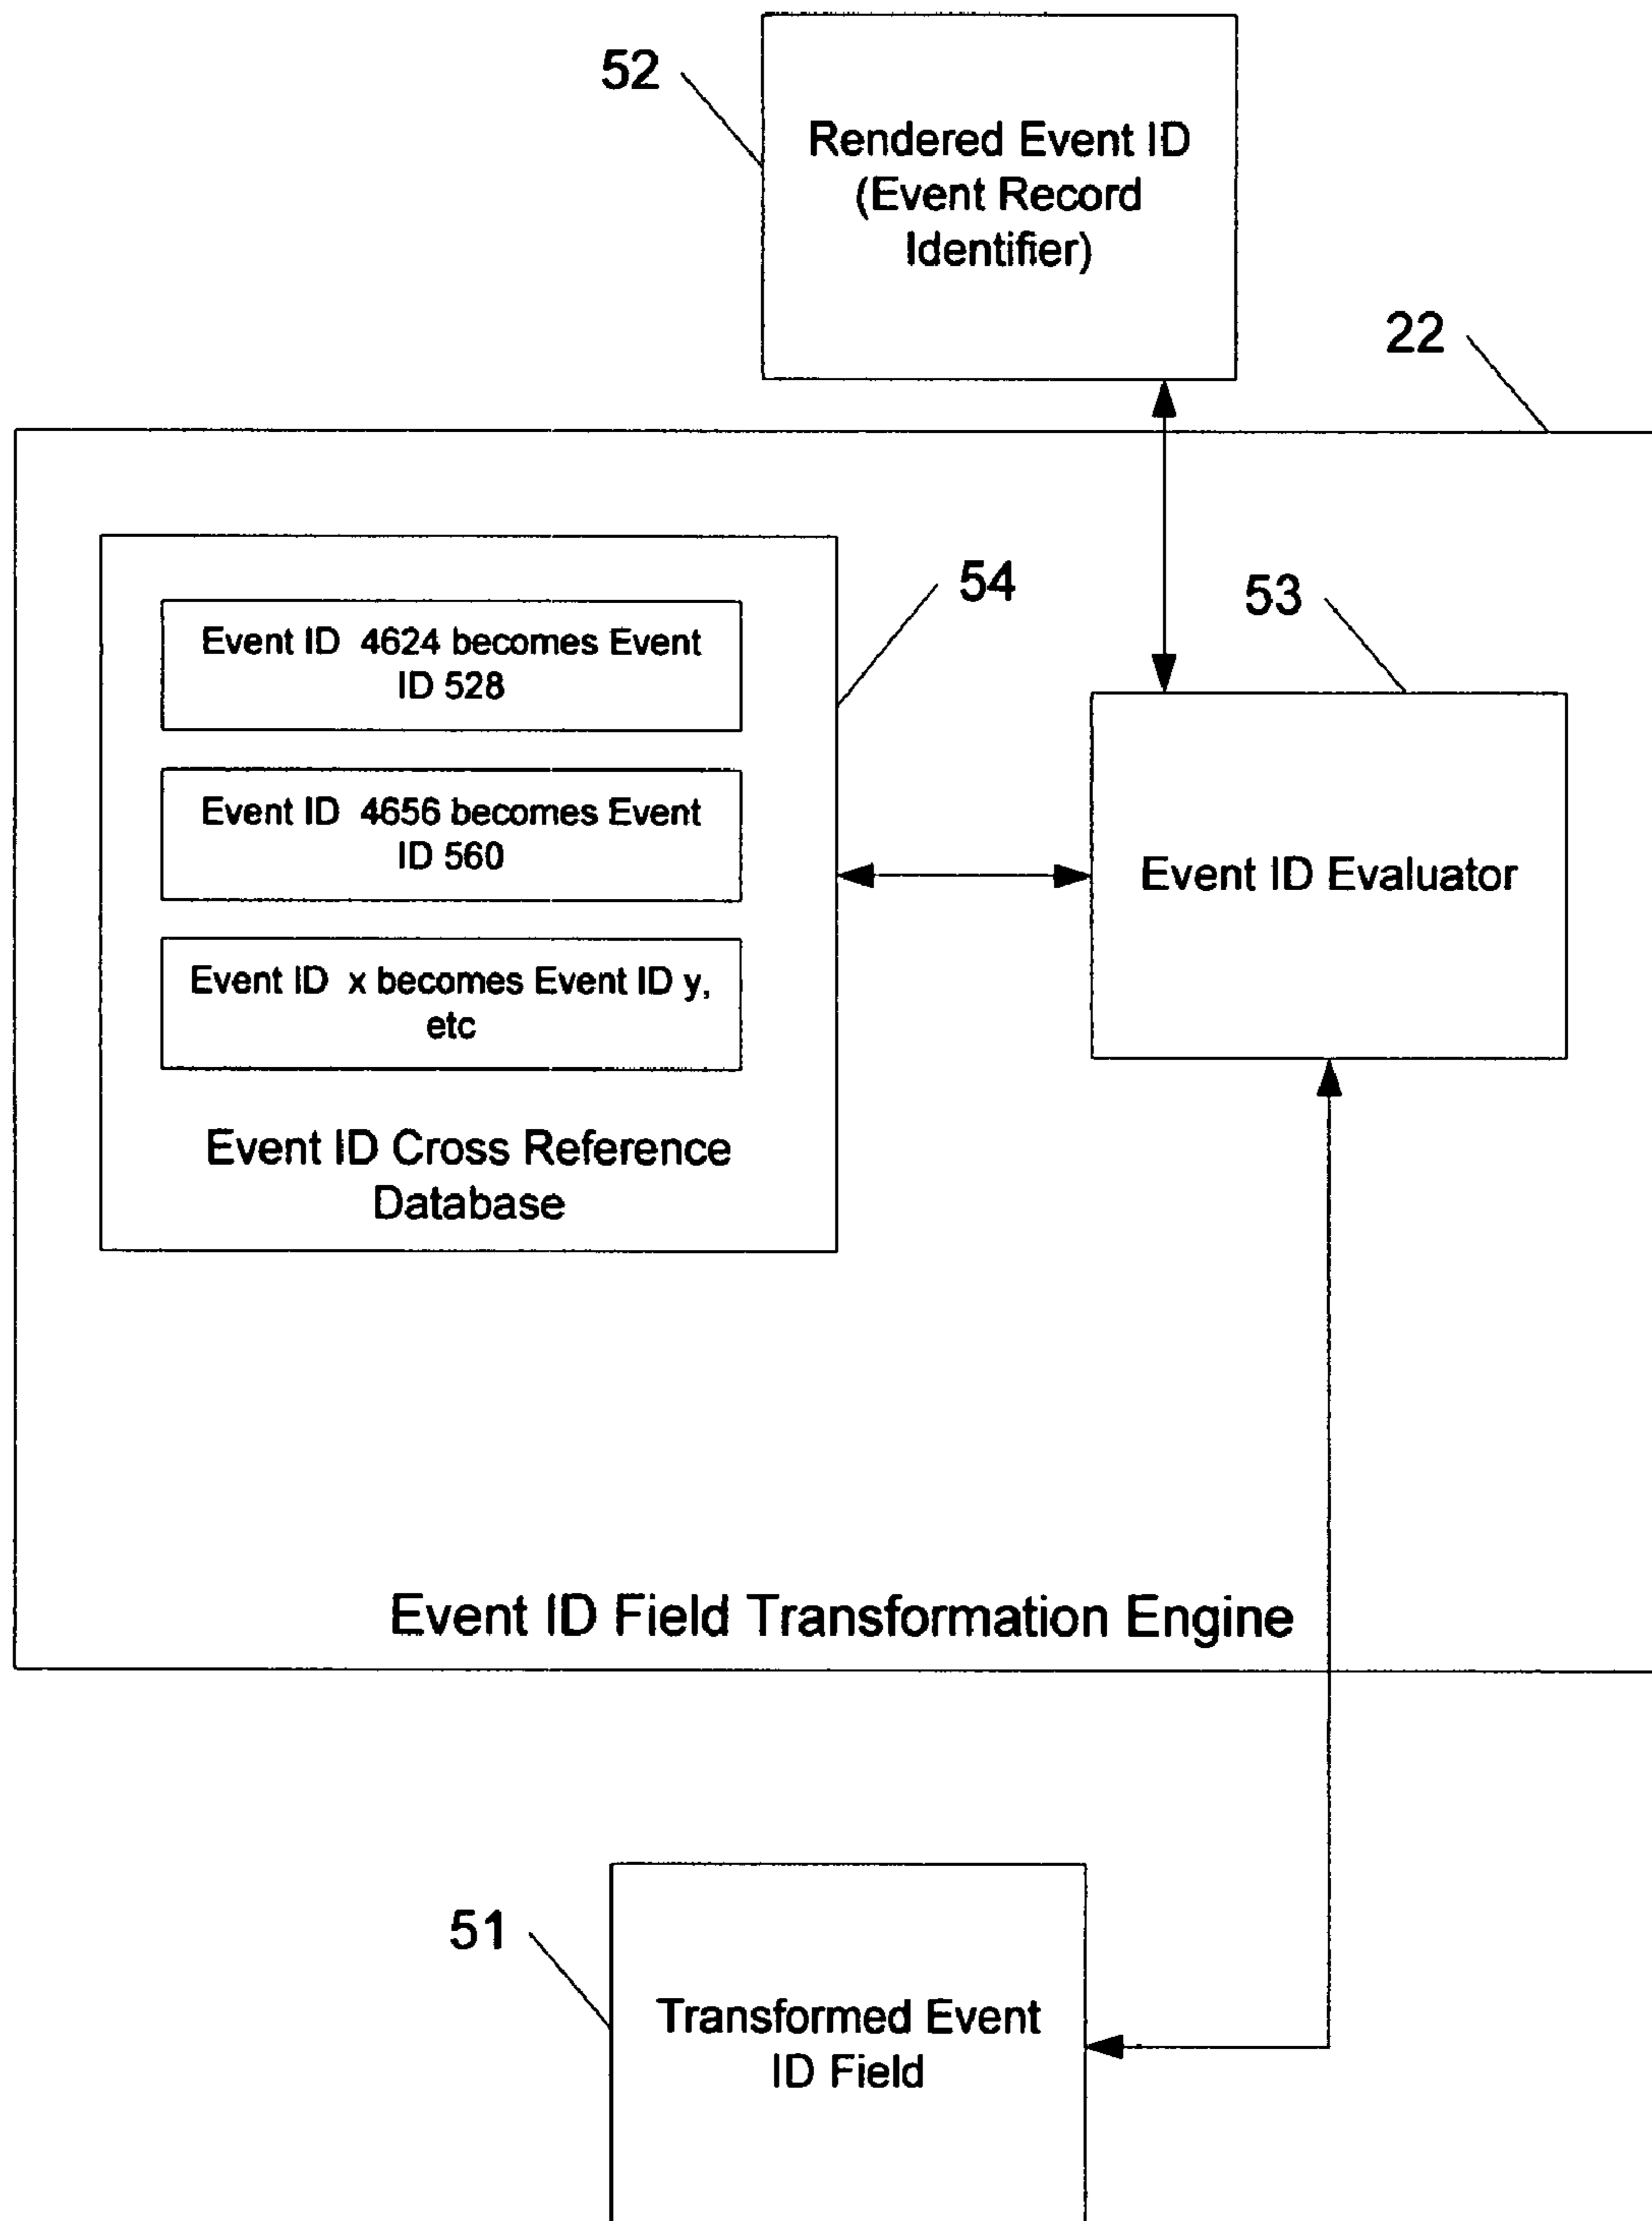 52
Rendered Event ID
(Event Record
Identifier)
22
54
53
Event ID 4624 becomes Event
ID 528
Event ID 4656 becomes Event
ID 560
Event ID x becomes Event ID y,
etc
Event ID Cross Reference
Database
Event ID Evaluator
Event ID Field Transformation Engine
51
Transformed Event
ID Field